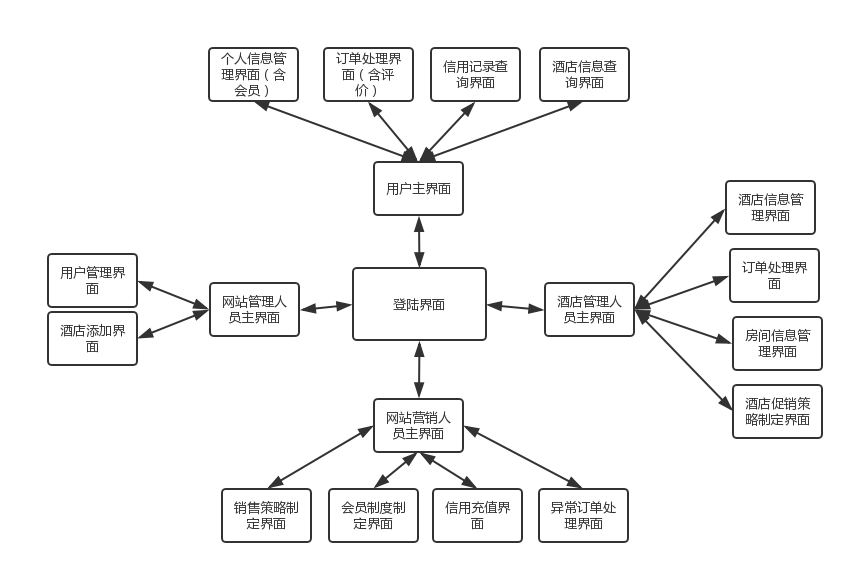 个人信息管
理界面（含
会员）
订单处理界
面（含评
价）
信用记录查
询界面
酒店信息查
询界面
用户主界面
酒店信息管
理界面
用户管理界
面
网站管理人
员主界面
登陆界面
酒店管理人
员主界面
订单处理界
面
酒店添加界
面
房间信息管
理界面
酒店促销策
略制定界面
网站营销人
员主界面
销售策略制
定界面
会员制度制
定界面
信用充值界
面
异常订单处
理界面